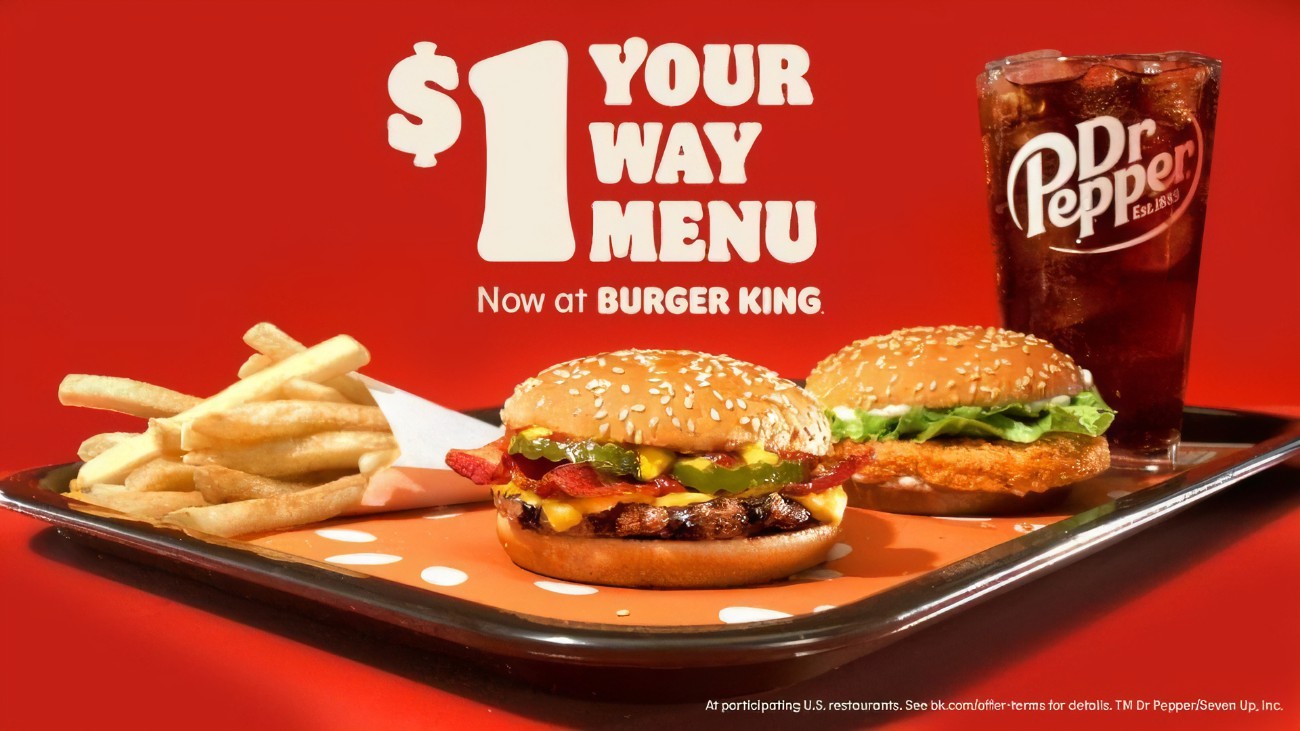 $1 YOUR
WAY
MENU
Now at BURGER KING.
Dr
Pepper
Est. 1885
At participating U.S. restaurants. See bk.com/offer-terms for details. TM Dr Pepper/Seven Up, Inc.